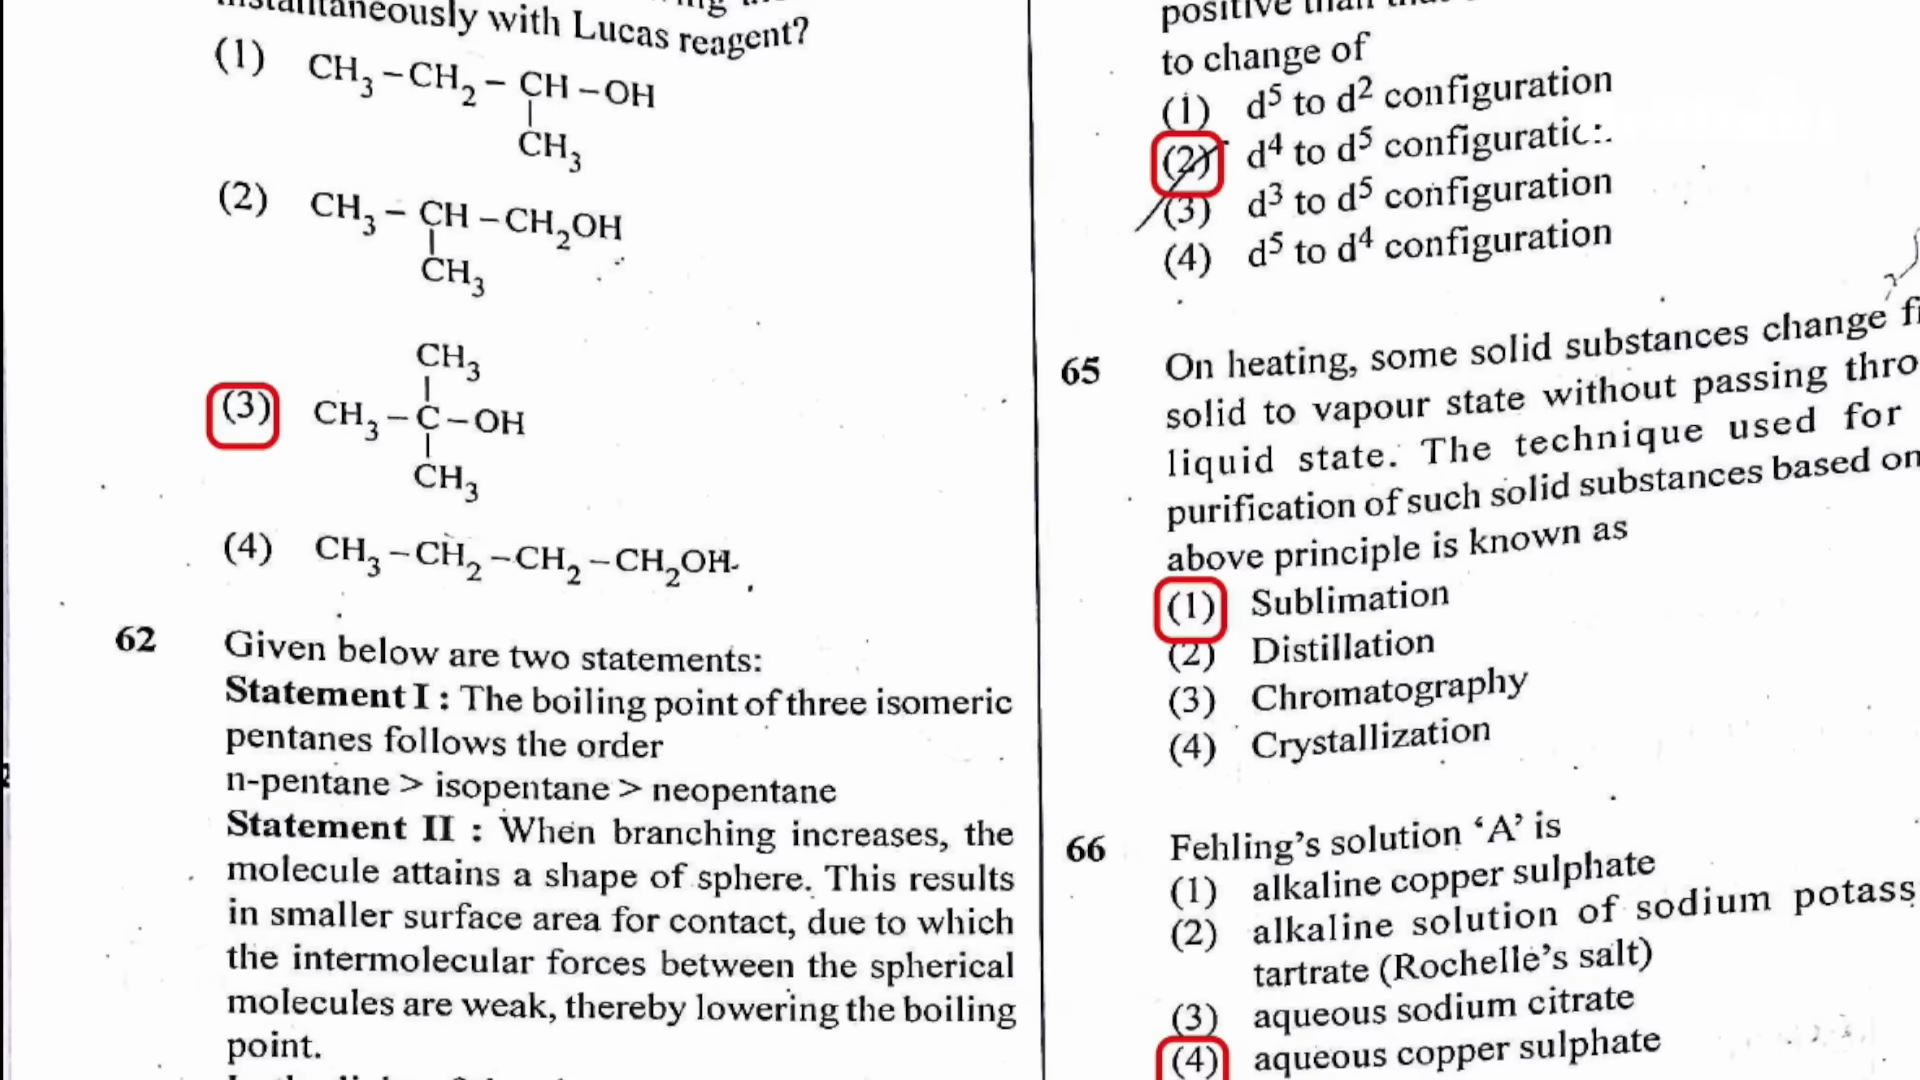 instantaneously with Lucas reagent?
(1) CH3 – CH2 – CH – OH
CH3
(2) CH3 – CH – CH2OH
CH3
CH3
(3) CH3 – C – OH
CH3
(4) CH3 – CH2 – CH2 – CH2OH
62 Given below are two statements:
Statement I : The boiling point of three isomeric
pentanes follows the order
n-pentane > isopentane > neopentane
Statement II : When branching increases, the
molecule attains a shape of sphere. This results
in smaller surface area for contact, due to which
the intermolecular forces between the spherical
molecules are weak, thereby lowering the boiling
point.
positive than
to change of
(1) d5 to d2 configuration
(2) d4 to d5 configuration
(3) d3 to d5 configuration
(4) d5 to d4 configuration
65 On heating, some solid substances change
solid to vapour state without passing thro
liquid state. The technique used for
purification of such solid substances based on
above principle is known as
(1) Sublimation
(2) Distillation
(3) Chromatography
(4) Crystallization
66 Fehling's solution 'A' is
(1) alkaline copper sulphate
(2) alkaline solution of sodium potass
tartrate (Rochelle's salt)
(3) aqueous sodium citrate
(4) aqueous copper sulphate